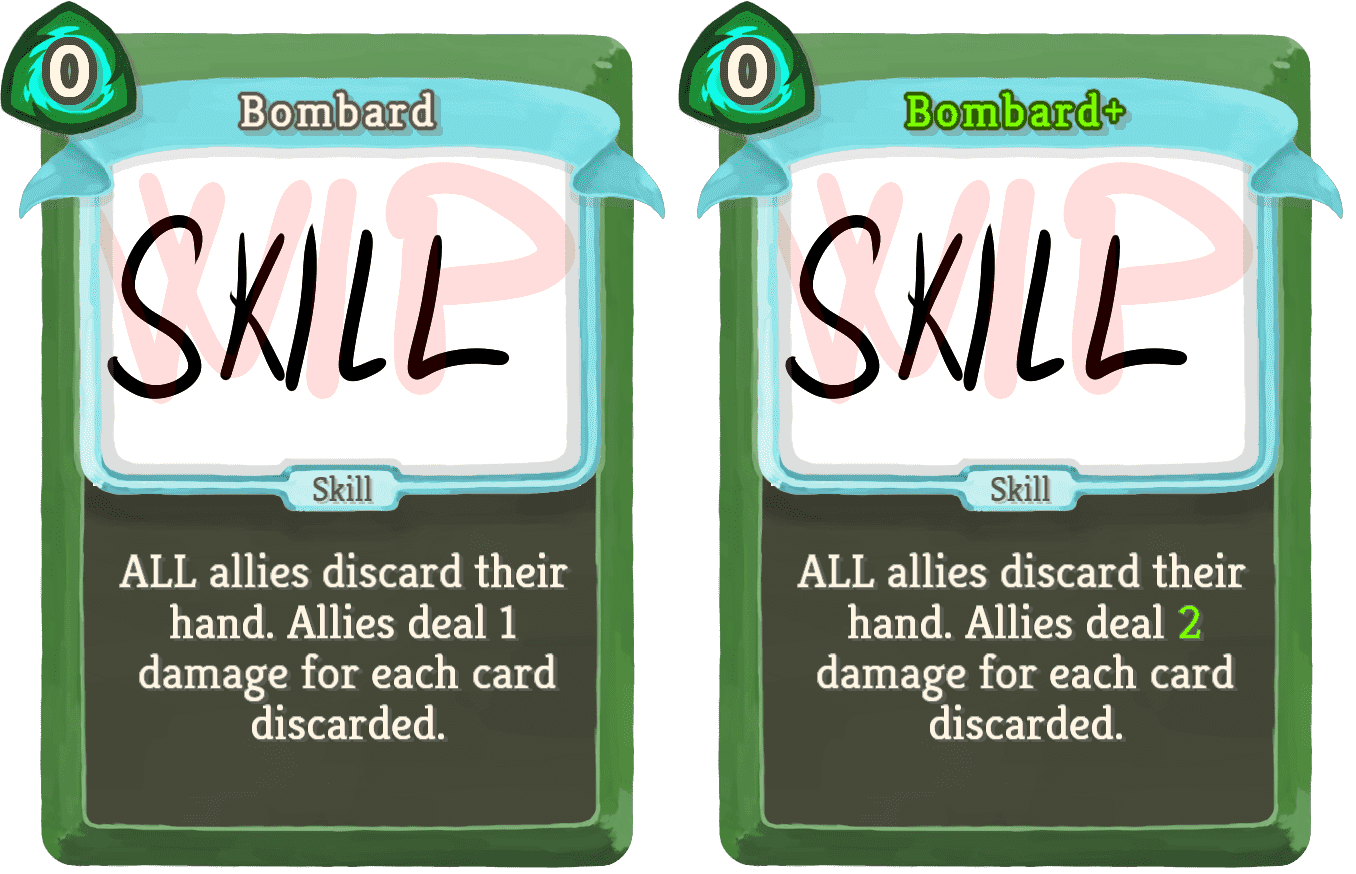 0
Bombard
WIP
SKILL
Skill
ALL allies discard their
hand. Allies deal 1
damage for each card
discarded.
0
Bombard+
WIP
SKILL
Skill
ALL allies discard their
hand. Allies deal 2
damage for each card
discarded.